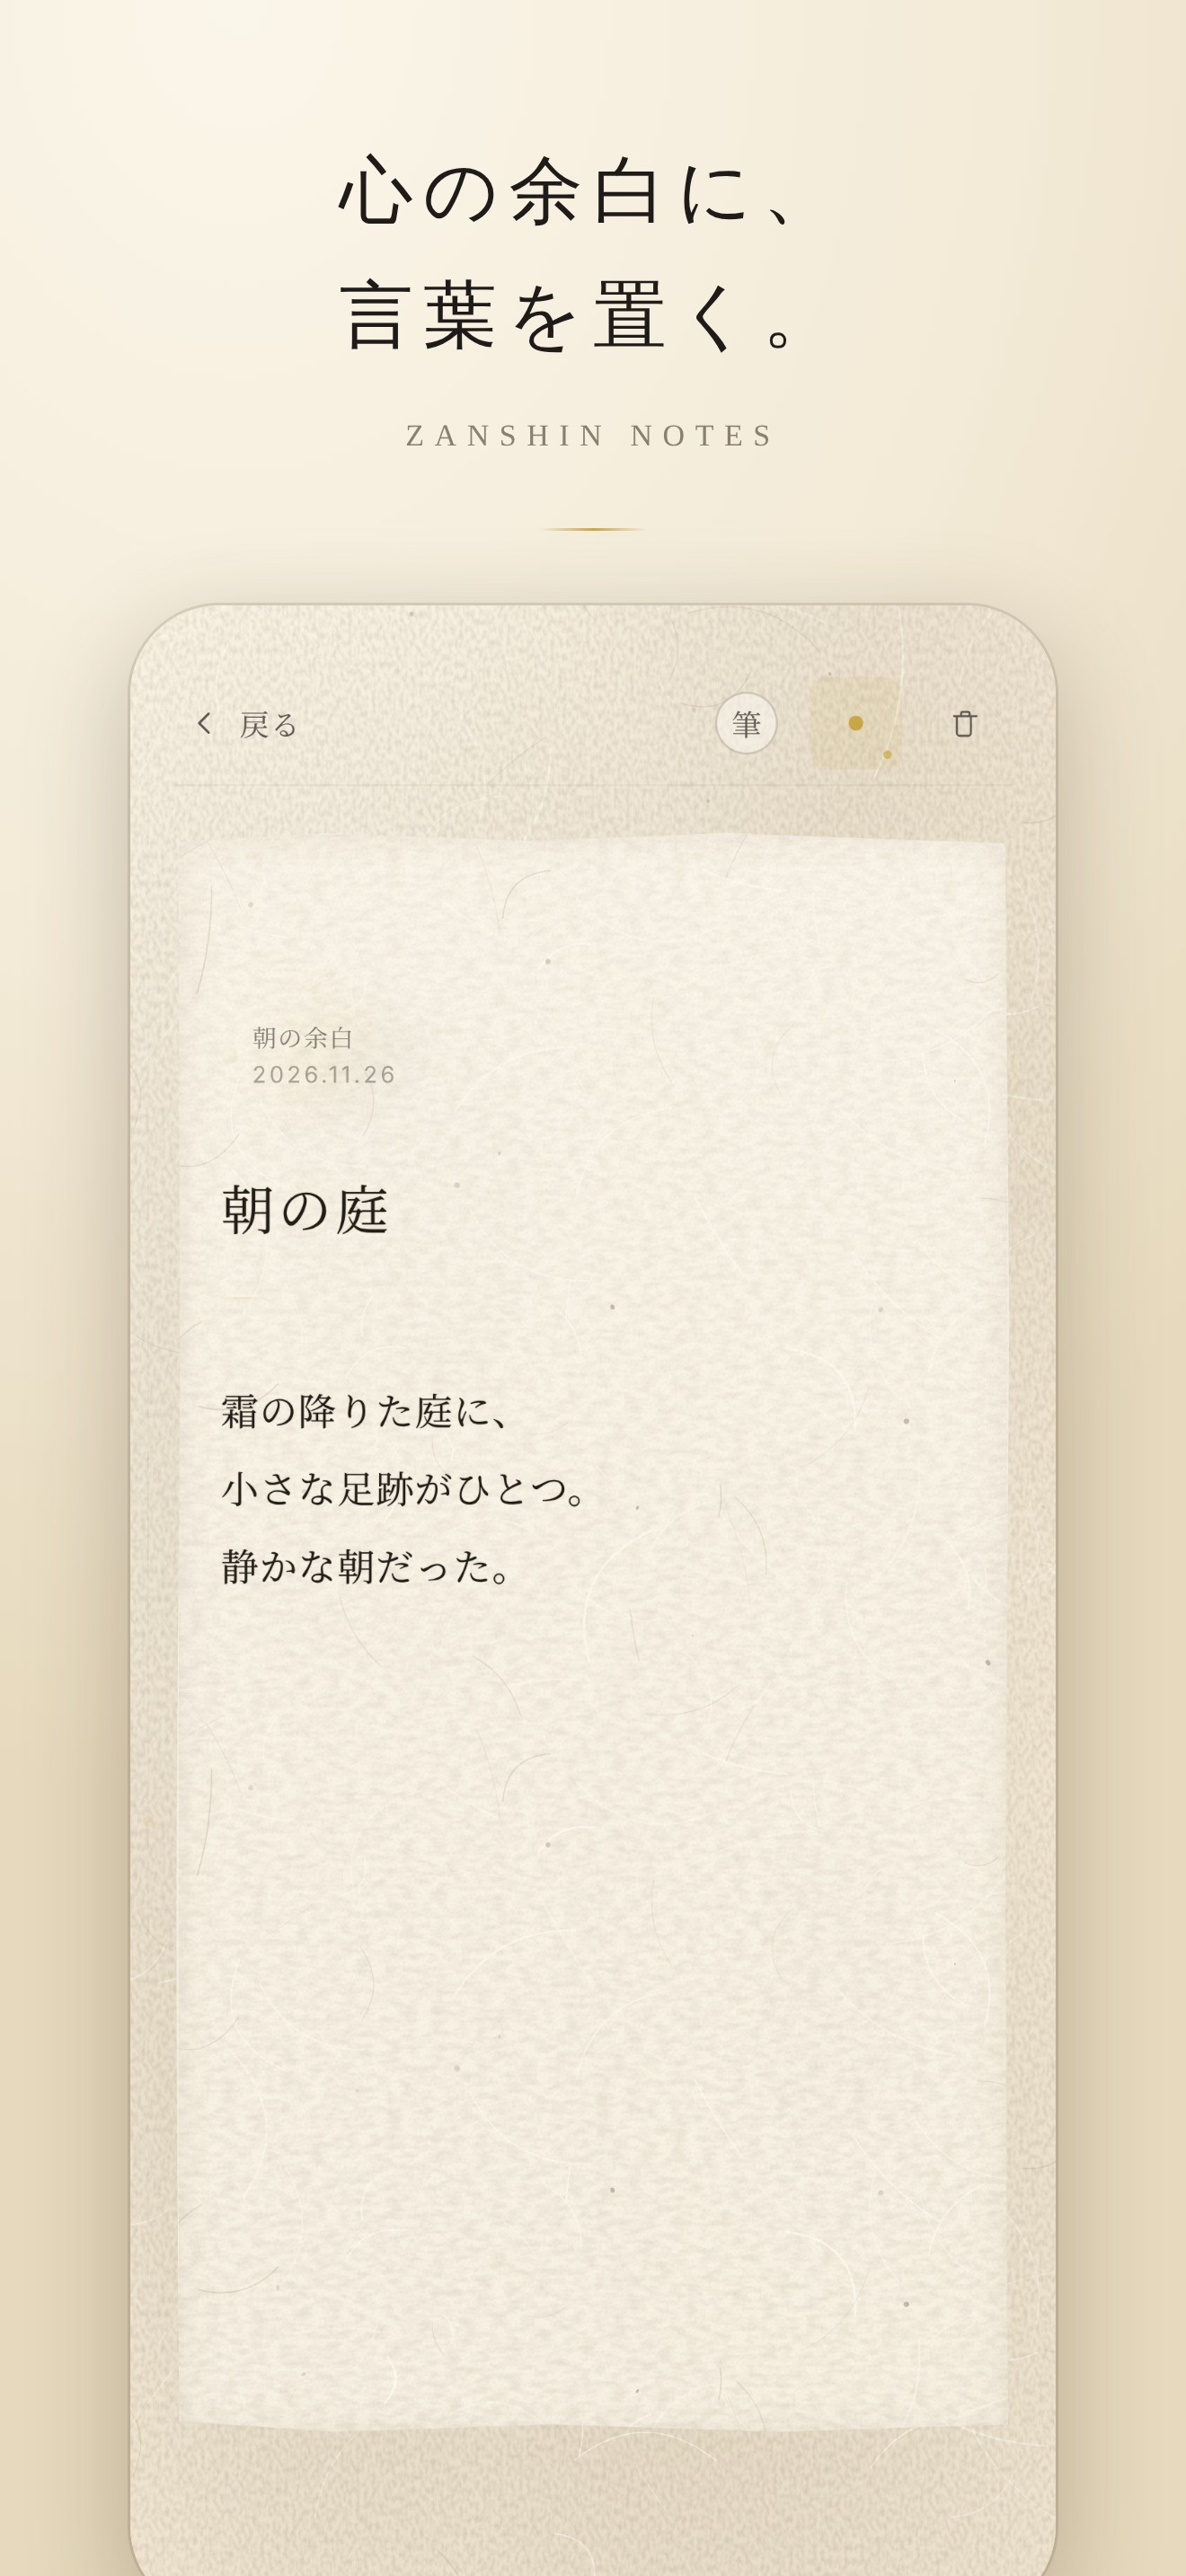 心の余白に、
言葉を置く。
ZANSHIN NOTES
戻る
筆
朝の余白
2026.11.26
朝の庭
霜の降りた庭に、
小さな足跡がひとつ。
静かな朝だった。